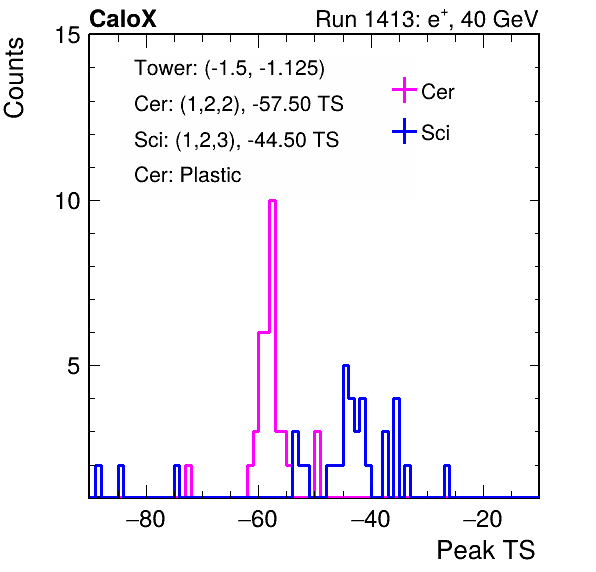 CaloX Run 1413: e⁺, 40 GeV
Counts
15
10
5
Tower: (-1.5, -1.125)
Cer: (1,2,2), -57.50 TS
Sci: (1,2,3), -44.50 TS
Cer: Plastic
Cer
Sci
−80 −60 −40 −20
Peak TS